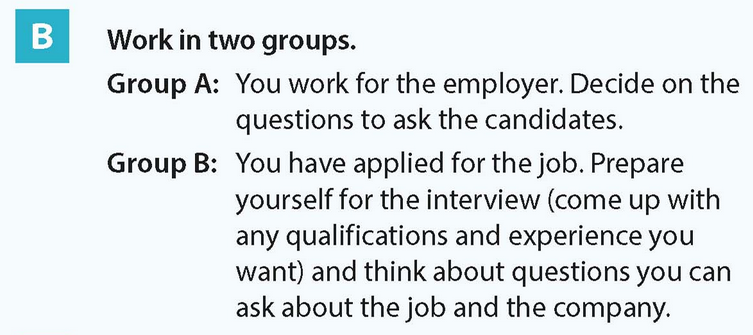 B
Work in two groups.
Group A: You work for the employer. Decide on the
questions to ask the candidates.
Group B: You have applied for the job. Prepare
yourself for the interview (come up with
any qualifications and experience you
want) and think about questions you can
ask about the job and the company.